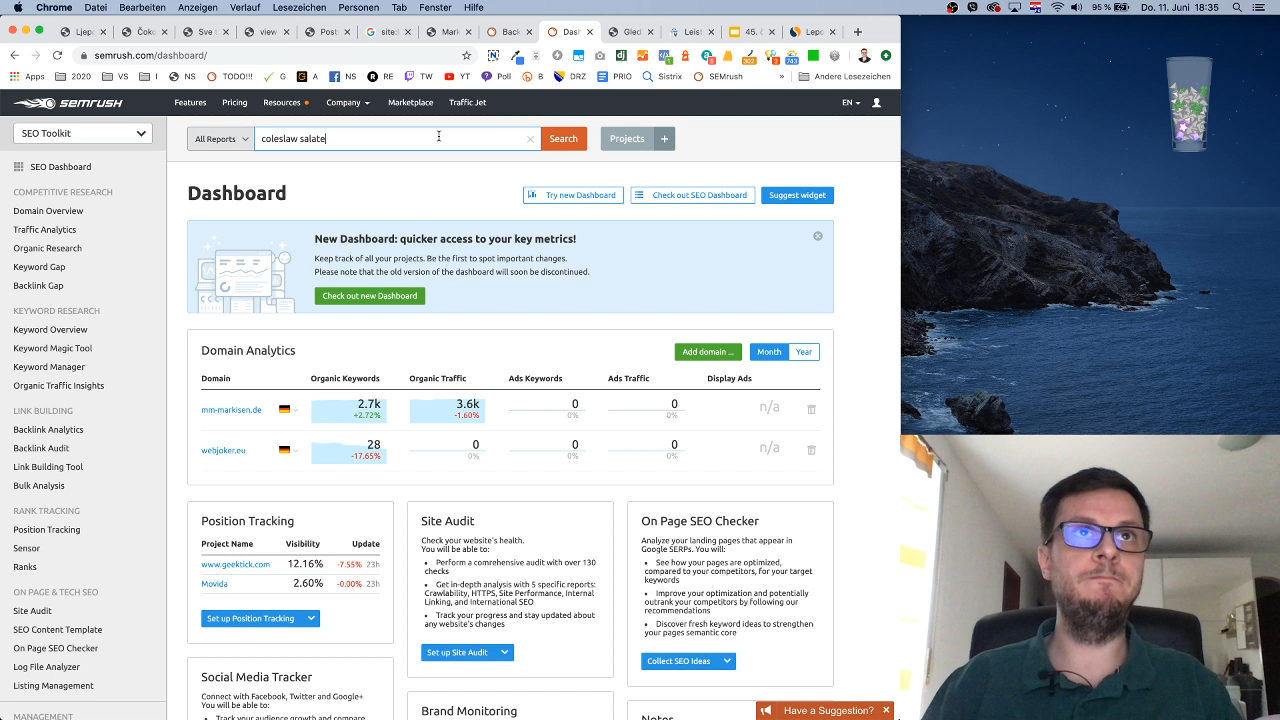 Chrome Datei Bearbeiten Anzeigen Verlauf Lesezeichen Personen Tab Fenster Hilfe
95 % Do. 11. Juni 18:35
Ljep
Čoke
Sve t
view
Post
site:l
Mark
Back
Das
Gled
Leist
45. C
Lepe
semrush.com/dashboard/
302
743
Apps
VS
I
NS
TODO!!!
G
A
NS
RE
TW
YT
Poll
B
DRZ
PRIO
Sistrix
SEMrush
»
Andere Lesezeichen
SEMRUSH
Features Pricing Resources Company Marketplace Traffic Jet EN
SEO Toolkit
All Reports coleslaw salate Search Projects +
SEO Dashboard
COMPETITIVE RESEARCH
Domain Overview
Traffic Analytics
Organic Research
Keyword Gap
Backlink Gap
KEYWORD RESEARCH
Keyword Overview
Keyword Magic Tool
Keyword Manager
Organic Traffic Insights
LINK BUILDING
Backlink Analytics
Backlink Audit
Link Building Tool
Bulk Analysis
RANK TRACKING
Position Tracking
Sensor
Ranks
ON PAGE & TECH SEO
Site Audit
SEO Content Template
On Page SEO Checker
Log File Analyzer
Listing Management
MANAGEMENT
Dashboard
Try new Dashboard Check out SEO Dashboard Suggest widget
New Dashboard: quicker access to your key metrics!
Keep track of all your projects. Be the first to spot important changes.
Please note that the old version of the dashboard will soon be discontinued.
Check out new Dashboard
Domain Analytics Add domain ... Month Year
Domain Organic Keywords Organic Traffic Ads Keywords Ads Traffic Display Ads
mm-markisen.de 2.7k 3.6k 0 0 n/a
+2.72% -1.60% 0% 0%
webjoker.eu 28 0 0 0 n/a
-17.65% 0% 0% 0%
Position Tracking
Project Name Visibility Update
www.geektick.com 12.16% -7.55% 23h
Movida 2.60% -0.00% 23h
Set up Position Tracking
Social Media Tracker
Connect with Facebook, Twitter and Google+
You will be able to:
Site Audit
Check your website's health.
You will be able to:
• Perform a comrehensive audit with over 130
checks
• Get in-depth analysis with 5 specific reports:
Crawlability, HTTPS, Site Performance, Internal
Linking, and International SEO
• Track your progress and stay updated about
any website's changes
Set up Site Audit
Brand Monitoring
On Page SEO Checker
Analyze your landing pages that appear in
Google SERPs. You will:
• See how your pages are optimized,
compared to your competitors, for your target
keywords
• Improve your optimization and potentially
outrank your competitors by following our
recommendations
• Discover fresh keyword ideas to strengthen
your pages semantic core
Collect SEO Ideas
Have a Suggestion?